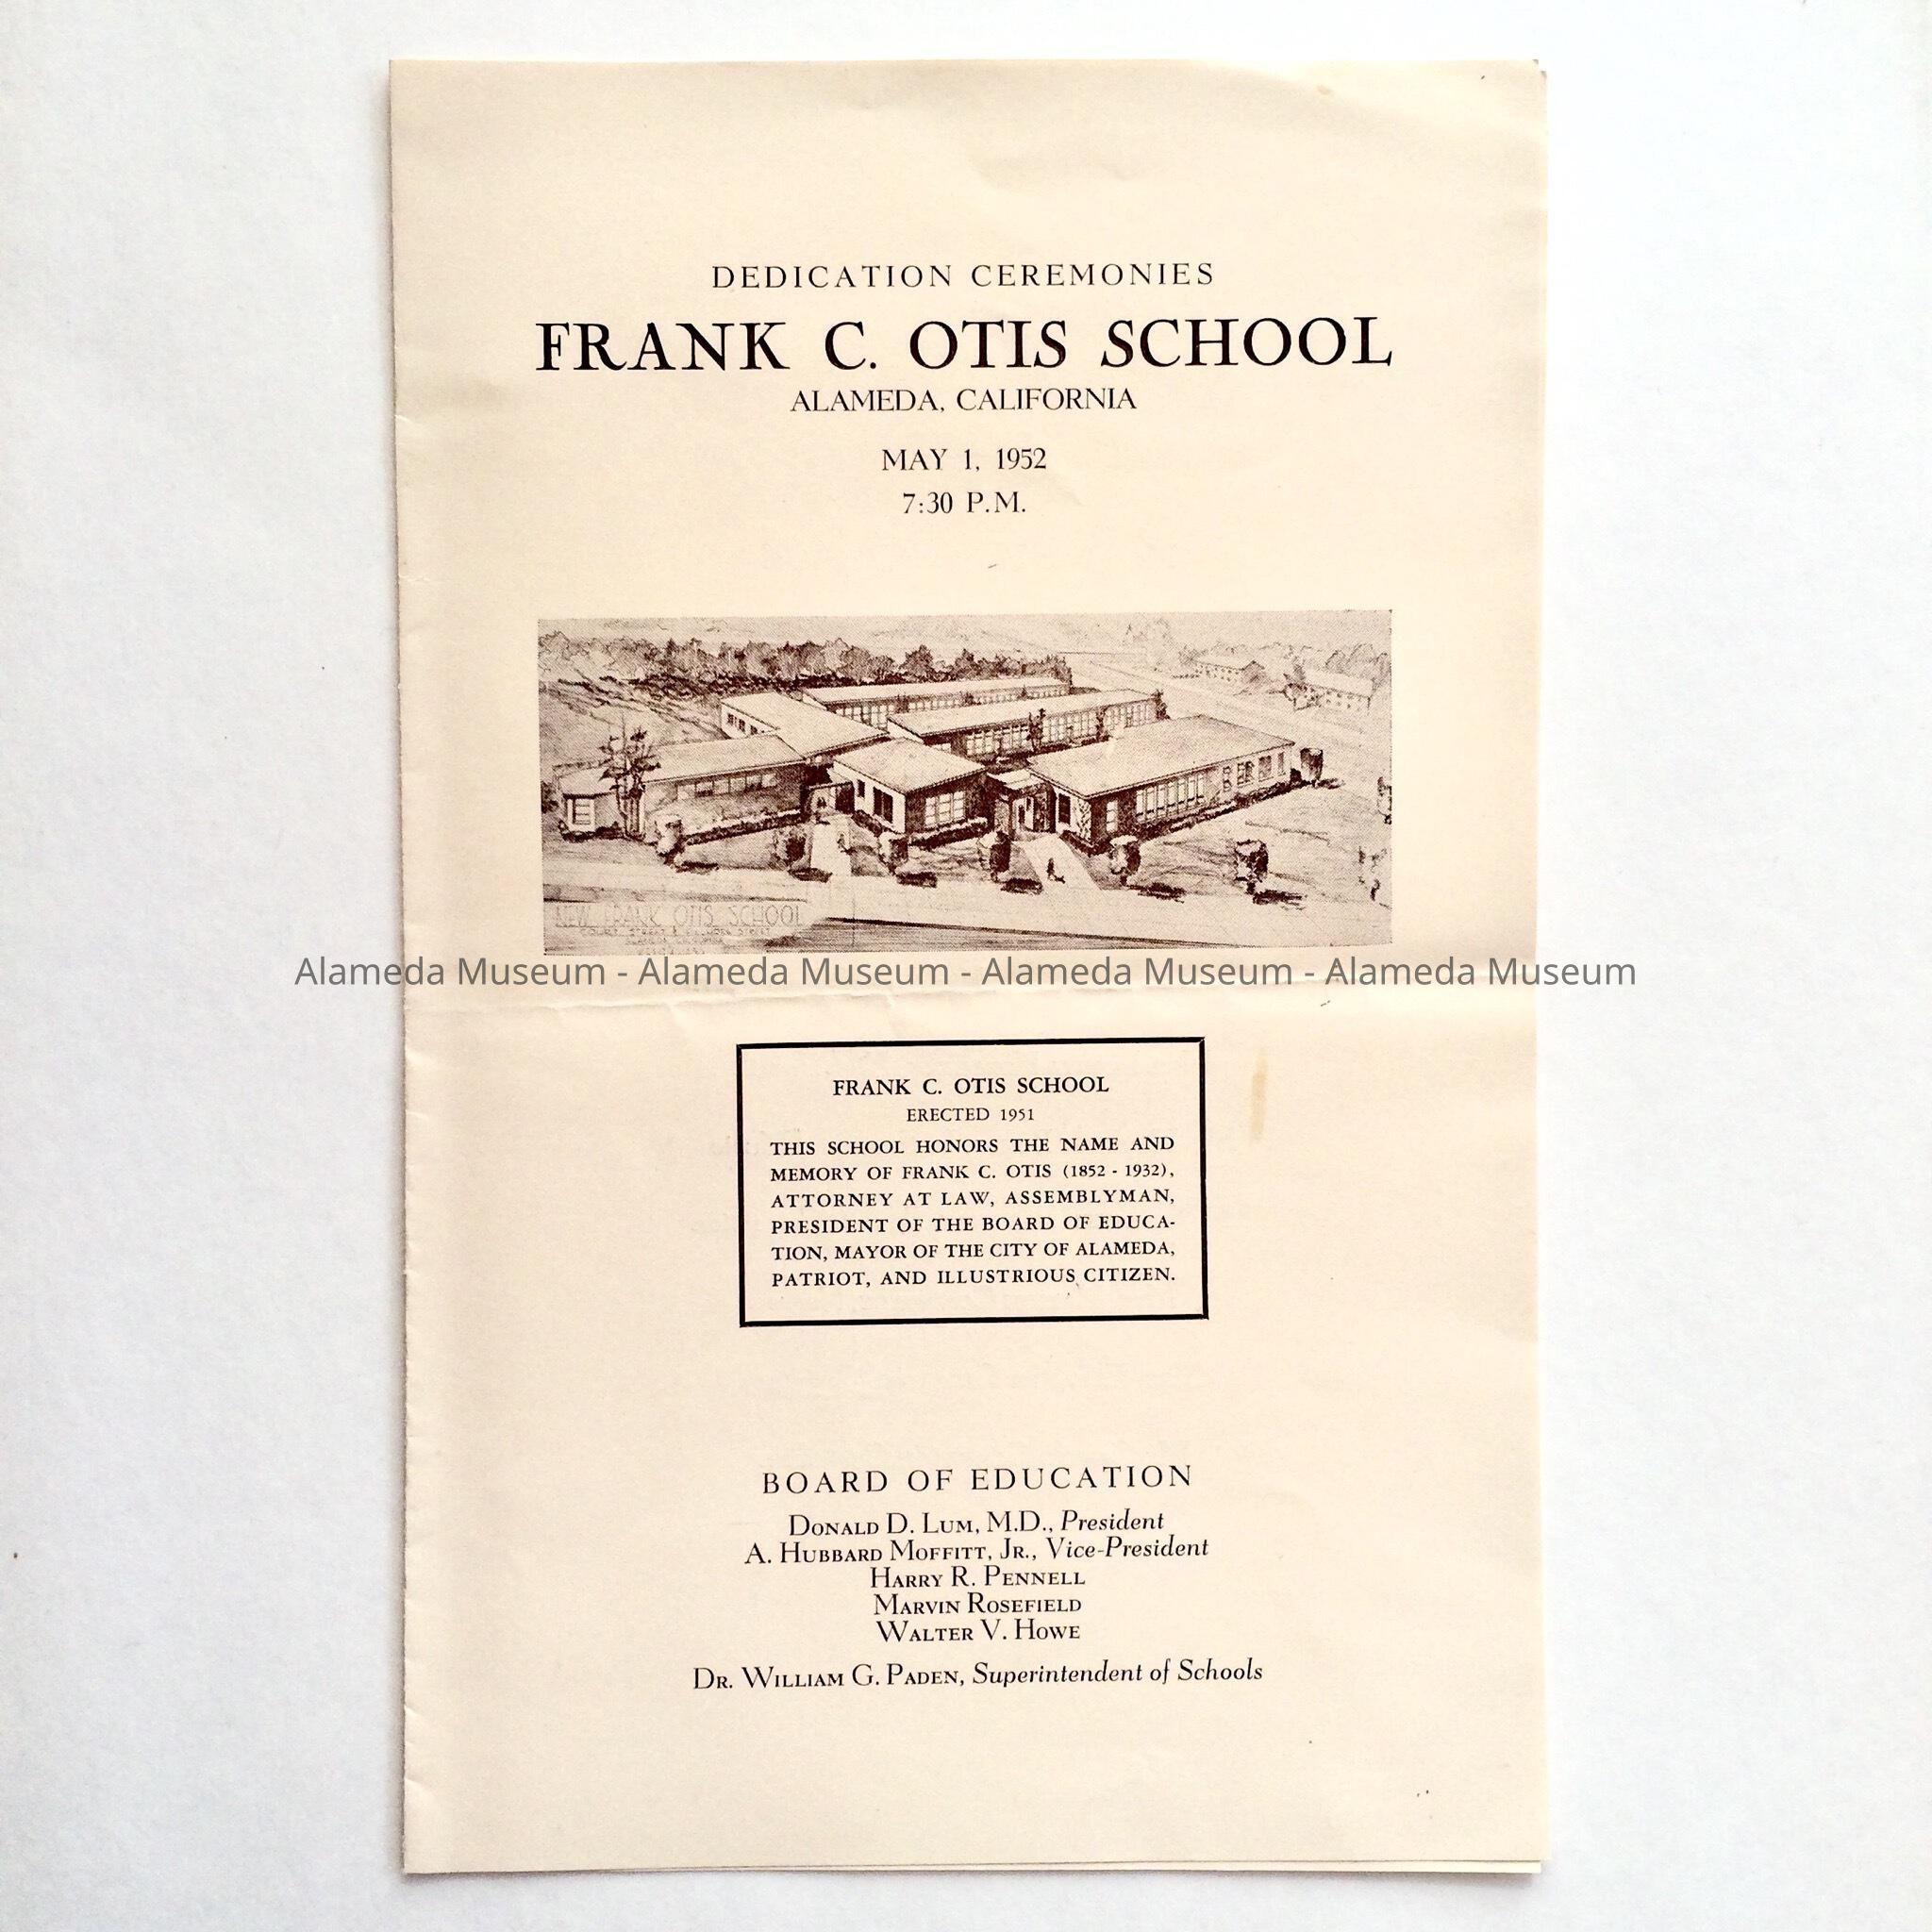 DEDICATION CEREMONIES
FRANK C. OTIS SCHOOL
ALAMEDA, CALIFORNIA
MAY 1, 1952
7:30 P.M.
NEW FRANK OTIS SCHOOL
Alameda Museum - Alameda Museum - Alameda Museum - Alameda Museum
FRANK C. OTIS SCHOOL
ERECTED 1951
THIS SCHOOL HONORS THE NAME AND
MEMORY OF FRANK C. OTIS (1852 - 1932),
ATTORNEY AT LAW, ASSEMBLYMAN,
PRESIDENT OF THE BOARD OF EDUCA-
TION, MAYOR OF THE CITY OF ALAMEDA,
PATRIOT, AND ILLUSTRIOUS CITIZEN.
BOARD OF EDUCATION
DONALD D. LUM, M.D., President
A. HUBBARD MOFFITT, JR., Vice-President
HARRY R. PENNELL
MARVIN ROSEFIELD
WALTER V. HOWE
DR. WILLIAM G. PADEN, Superintendent of Schools